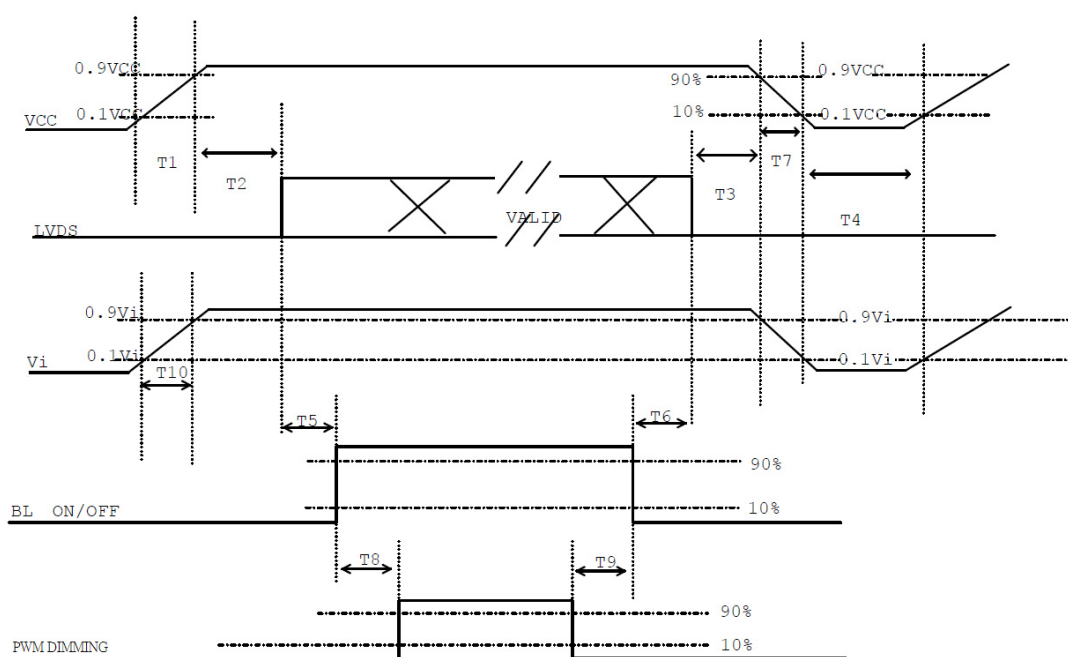 0.9VCC
90%
0.9VCC
VCC
0.1VCC
10%
0.1VCC
T1
T2
T3
T7
T4
LVDS
VALID
0.9Vi
0.9Vi
Vi
0.1Vi
0.1Vi
T10
T5
T6
90%
BL ON/OFF
10%
T8
T9
90%
PWM DIMMING
10%